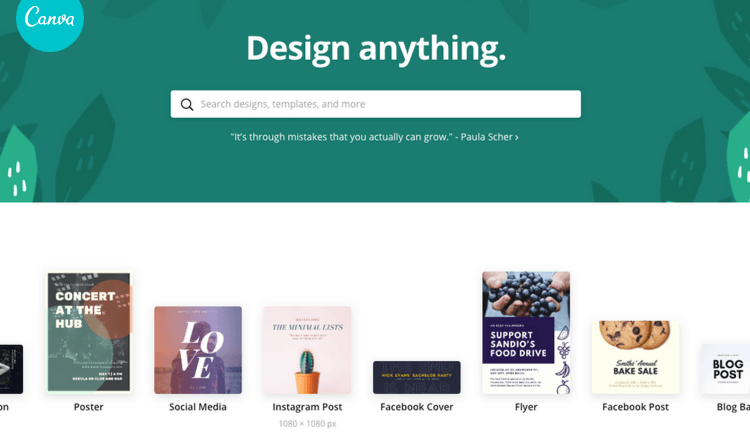 Canva
Design anything.
Search designs, templates, and more
"It's through mistakes that you actually can grow." - Paula Scher ›
CONCERT
AT THE
HUB
LO
VE
THE MINIMAL LISTS
NICK EVANS' BACHELOR PARTY
SUPPORT
SANDIO'S
FOOD DRIVE
Smiths' Annual
BAKE SALE
BLOG
POST
on
Poster
Social Media
Instagram Post
Facebook Cover
Flyer
Facebook Post
Blog Ba
1080 × 1080 px